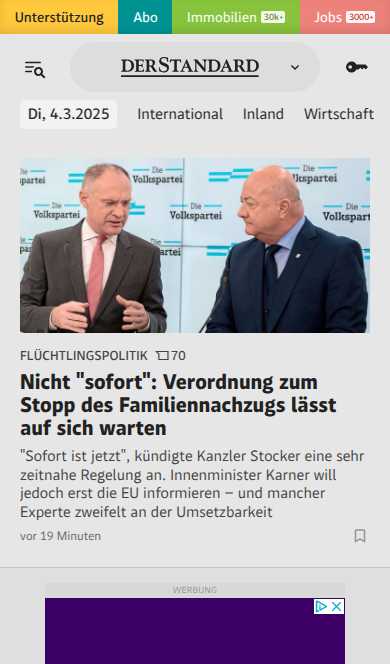 Unterstützung Abo Immobilien 30k+ Jobs 3000+
DERSTANDARD
Di, 4.3.2025 International Inland Wirtschaft
Die
Volkspartei
Die
Volkspartei
Die
Volkspartei
Die
Volkspartei
Die
Volkspartei
FLÜCHTLINGSPOLITIK 70
Nicht "sofort": Verordnung zum
Stopp des Familiennachzugs lässt
auf sich warten
"Sofort ist jetzt", kündigte Kanzler Stocker eine sehr
zeitnahe Regelung an. Innenminister Karner will
jedoch erst die EU informieren – und mancher
Experte zweifelt an der Umsetzbarkeit
vor 19 Minuten
WERBUNG